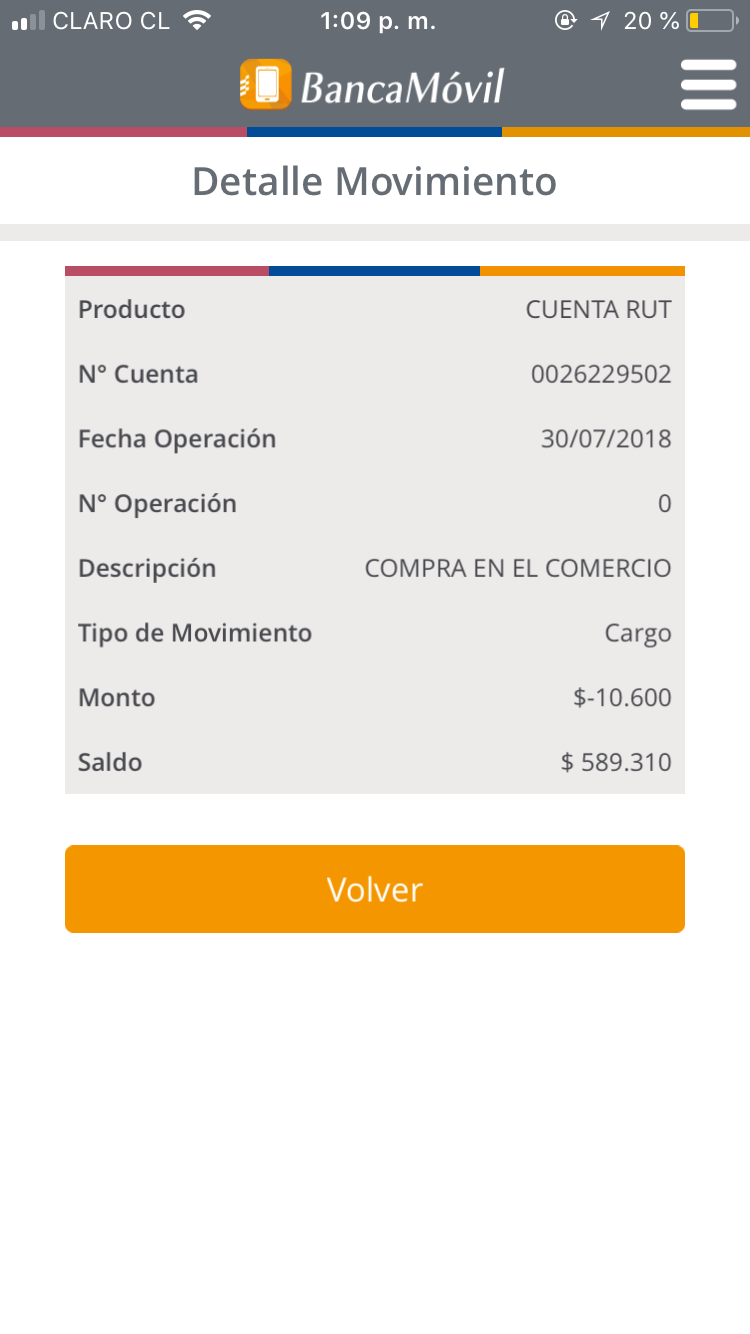 CLARO CL 1:09 p. m. 20 %
BancaMóvil
Detalle Movimiento
Producto CUENTA RUT
N° Cuenta 0026229502
Fecha Operación 30/07/2018
N° Operación 0
Descripción COMPRA EN EL COMERCIO
Tipo de Movimiento Cargo
Monto $-10.600
Saldo $ 589.310
Volver